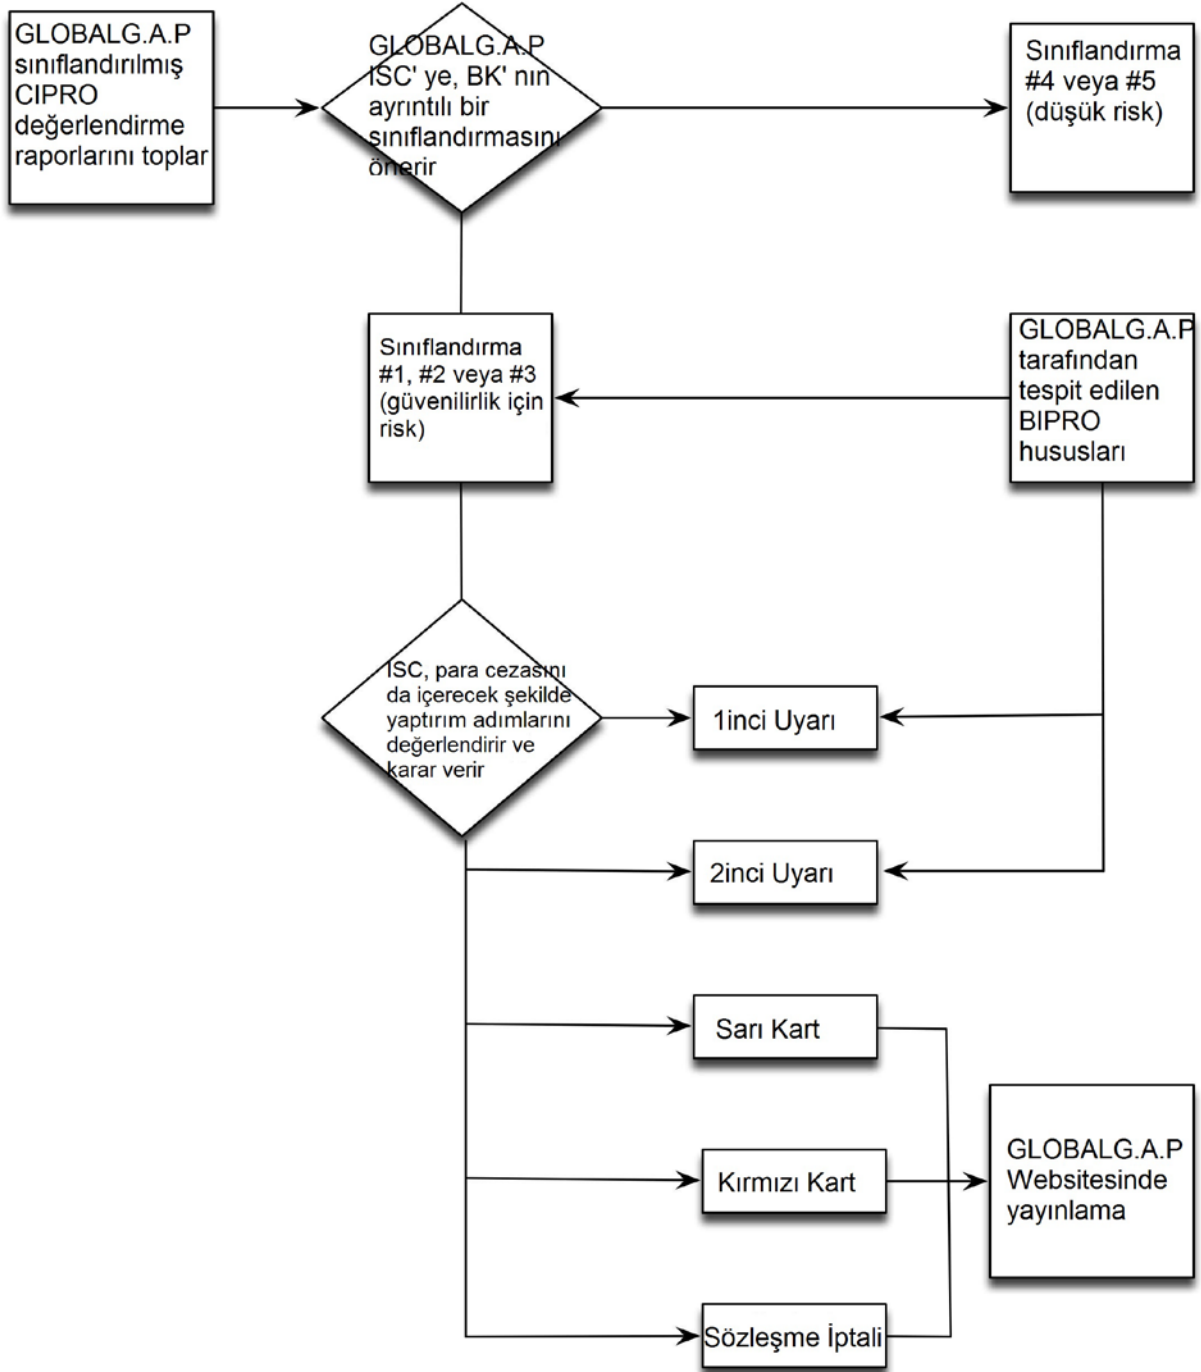 GLOBALG.A.P
sınıflandırılmış
CIPRO
değerlendirme
raporlarını toplar
GLOBALG.A.P
ISC' ye, BK' nın
ayrıntılı bir
sınıflandırmasını
önerir
Sınıflandırma
#4 veya #5
(düşük risk)
Sınıflandırma
#1, #2 veya #3
(güvenilirlik için
risk)
GLOBALG.A.P
tarafından
tespit edilen
BIPRO
hususları
ISC, para cezasını
da içerecek şekilde
yaptırım adımlarını
değerlendirir ve
karar verir
1inci Uyarı
2inci Uyarı
Sarı Kart
Kırmızı Kart
GLOBALG.A.P
Websitesinde
yayınlama
Sözleşme İptali